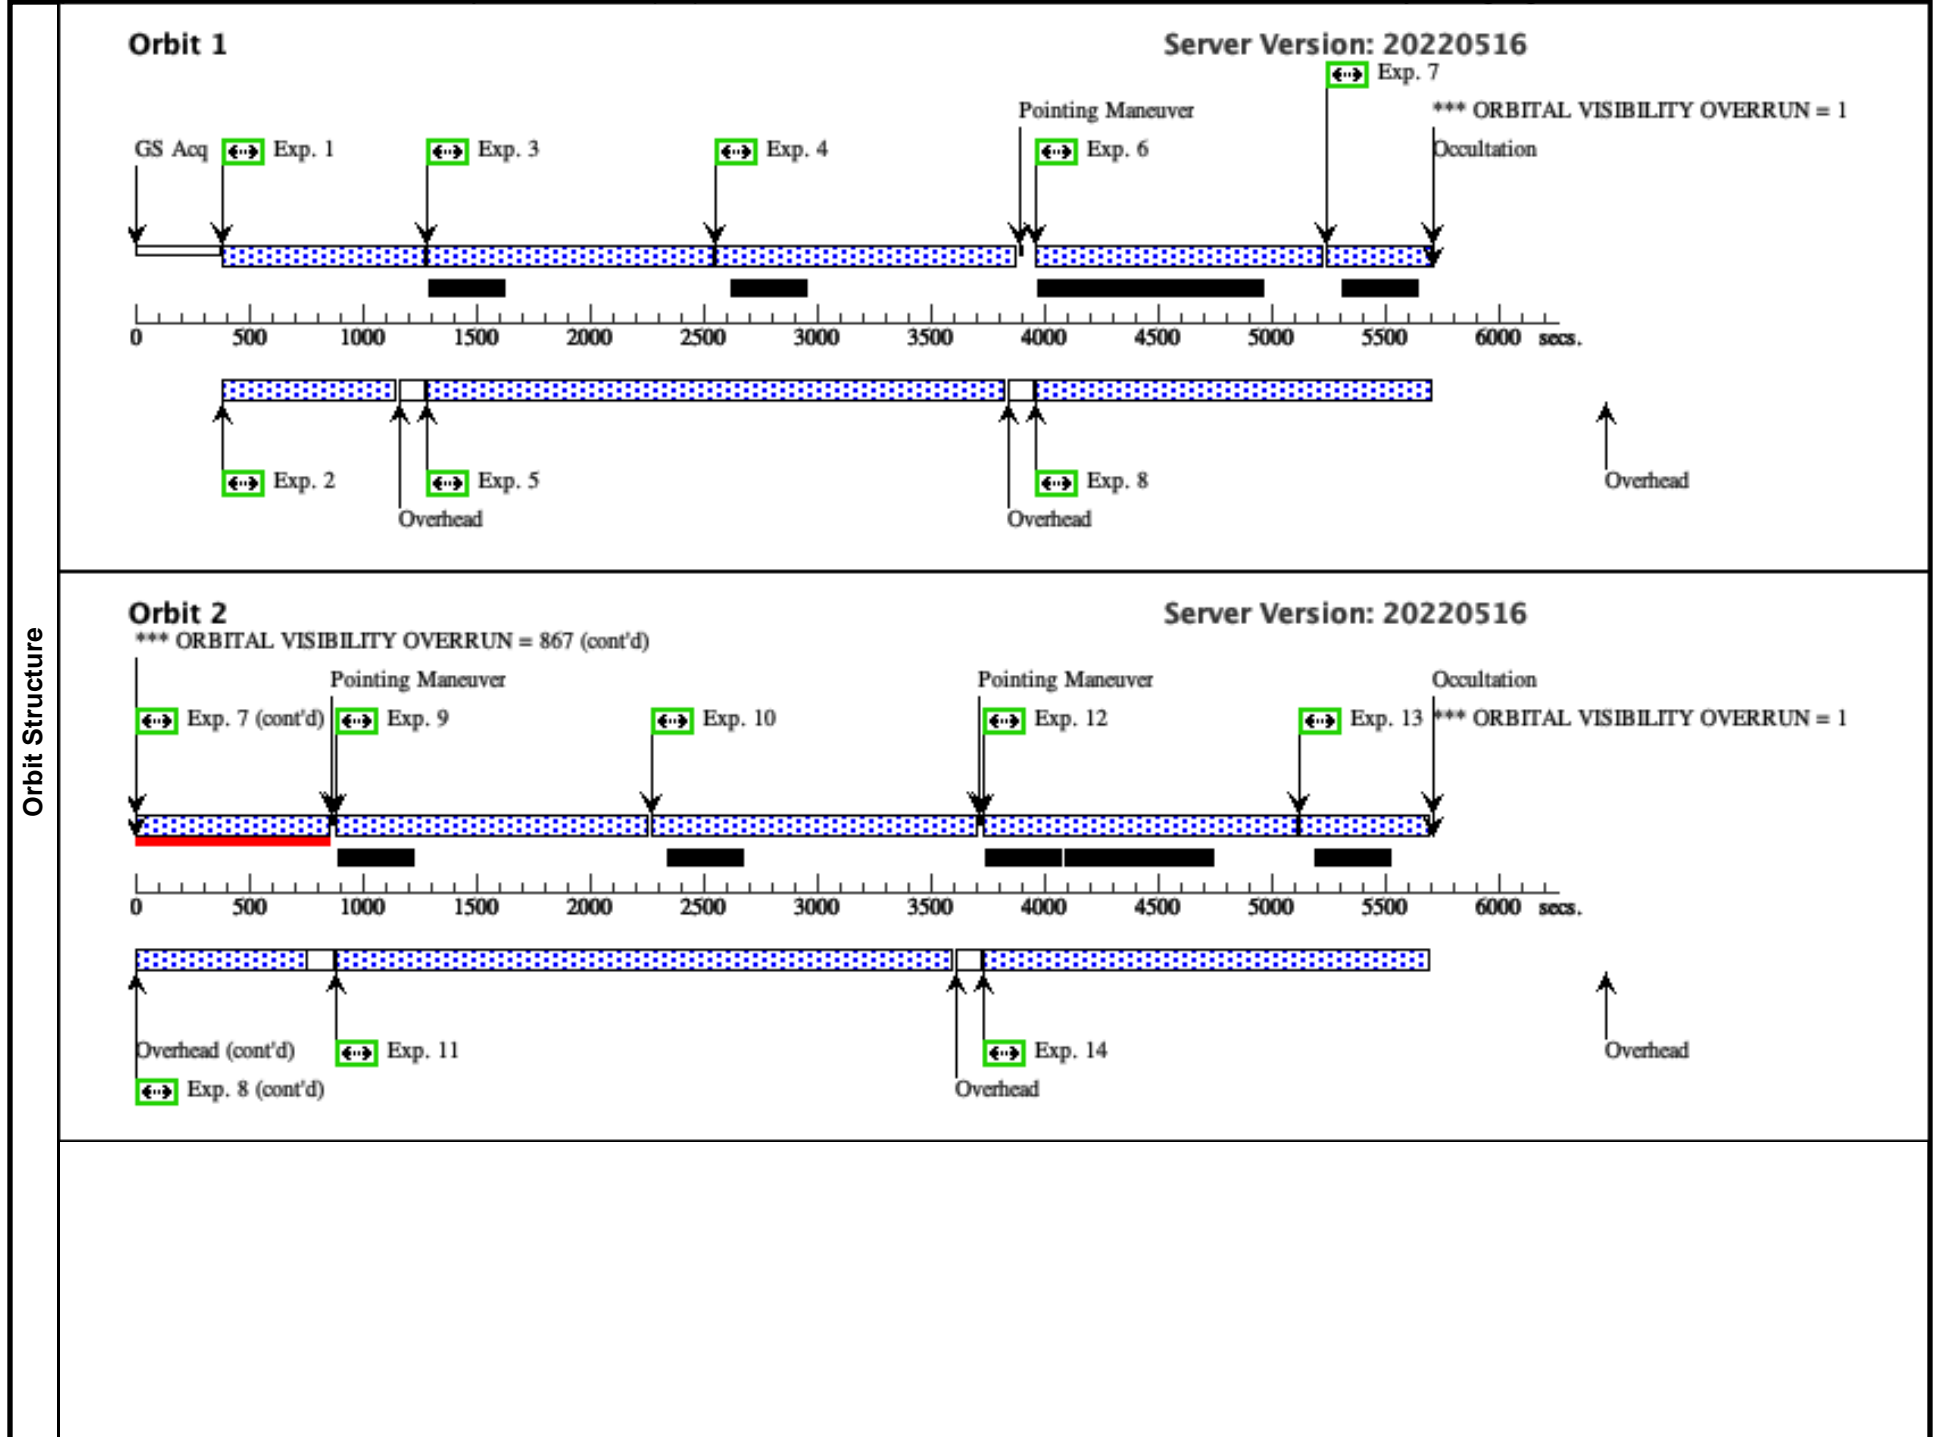 Orbit Structure
Orbit 1
Server Version: 20220516
Exp. 7
Pointing Maneuver
*** ORBITAL VISIBILITY OVERRUN = 1
GS Acq
Exp. 1
Exp. 3
Exp. 4
Exp. 6
Occultation
0 500 1000 1500 2000 2500 3000 3500 4000 4500 5000 5500 6000 secs.
Exp. 2
Exp. 5
Exp. 8
Overhead
Overhead
Overhead
Orbit 2
Server Version: 20220516
*** ORBITAL VISIBILITY OVERRUN = 867 (cont'd)
Pointing Maneuver
Pointing Maneuver
Occultation
Exp. 7 (cont'd)
Exp. 9
Exp. 10
Exp. 12
Exp. 13
*** ORBITAL VISIBILITY OVERRUN = 1
0 500 1000 1500 2000 2500 3000 3500 4000 4500 5000 5500 6000 secs.
Overhead (cont'd)
Exp. 11
Exp. 14
Overhead
Exp. 8 (cont'd)
Overhead